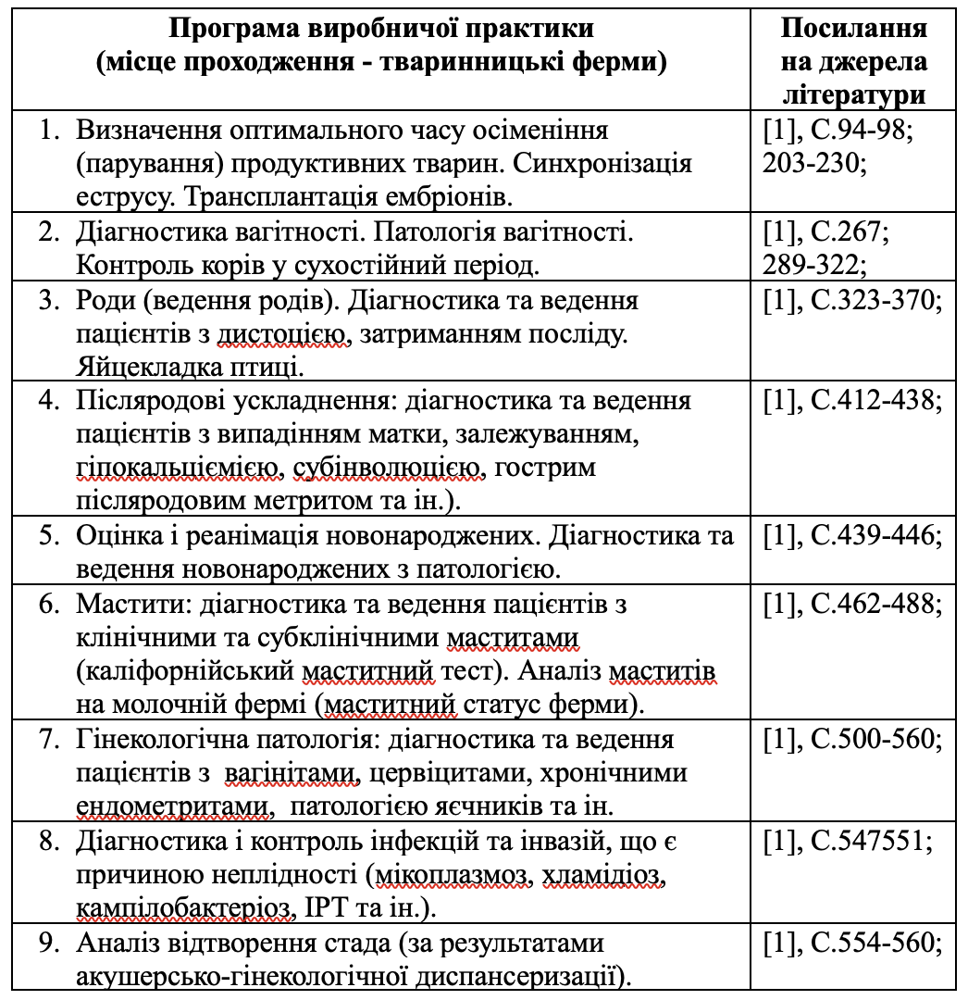 Програма виробничої практики
(місце проходження - тваринницькі ферми)
Посилання
на джерела
літератури
1. Визначення оптимального часу осіменіння
(парування) продуктивних тварин. Синхронізація
еструсу. Трансплантація ембріонів.
[1], С.94-98;
203-230;
2. Діагностика вагітності. Патологія вагітності.
Контроль корів у сухостійний період.
[1], С.267;
289-322;
3. Роди (ведення родів). Діагностика та ведення
пацієнтів з дистоцією, затриманням посліду.
Яйцекладка птиці.
[1], С.323-370;
4. Післяродові ускладнення: діагностика та ведення
пацієнтів з випадінням матки, залежуванням,
гіпокальціємією, субінволюцією, гострим
післяродовим метритом та ін.).
[1], С.412-438;
5. Оцінка і реанімація новонароджених. Діагностика та
ведення новонароджених з патологією.
[1], С.439-446;
6. Мастити: діагностика та ведення пацієнтів з
клінічними та субклінічними маститами
(каліфорнійський маститний тест). Аналіз маститів
на молочній фермі (маститний статус ферми).
[1], С.462-488;
7. Гінекологічна патологія: діагностика та ведення
пацієнтів з вагінітами, цервіцитами, хронічними
ендометритами, патологією яєчників та ін.
[1], С.500-560;
8. Діагностика і контроль інфекцій та інвазій, що є
причиною неплідності (мікоплазмоз, хламідіоз,
кампілобактеріоз, ІРТ та ін.).
[1], С.547551;
9. Аналіз відтворення стада (за результатами
акушерсько-гінекологічної диспансеризації).
[1], С.554-560;